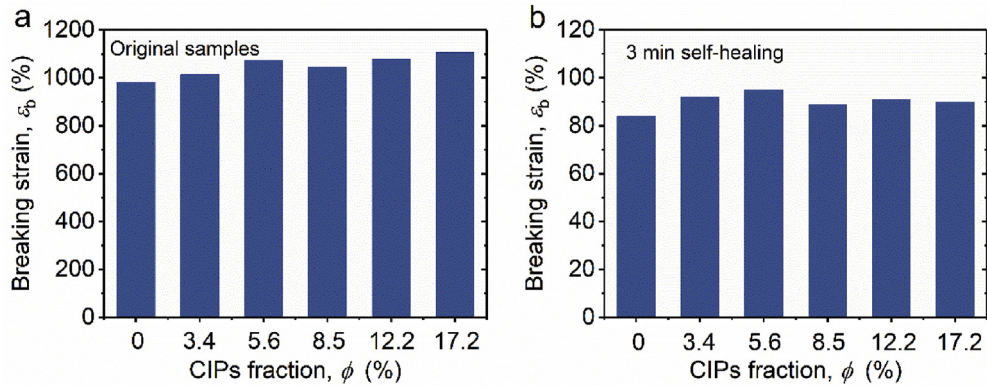 a
Original samples
Breaking strain, εb (%)
1200
1000
800
600
400
200
0
0 3.4 5.6 8.5 12.2 17.2
CIPs fraction, ϕ (%)
b
3 min self-healing
Breaking strain, εb (%)
120
100
80
60
40
20
0
0 3.4 5.6 8.5 12.2 17.2
CIPs fraction, ϕ (%)